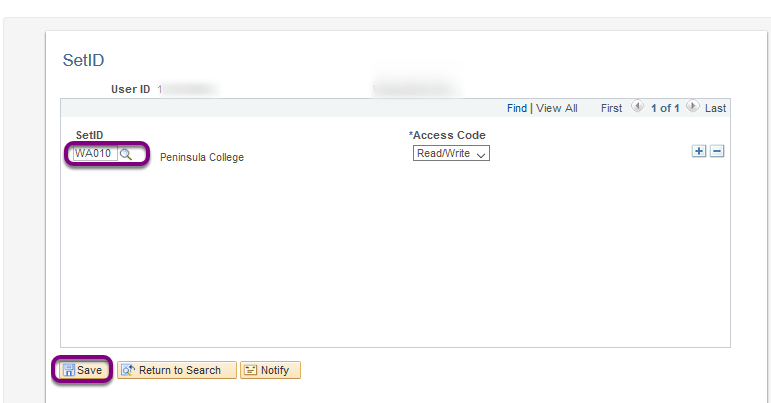 SetID
User ID 1
Find | View All First 1 of 1 Last
SetID *Access Code
WA010 Peninsula College Read/Write
Save Return to Search Notify